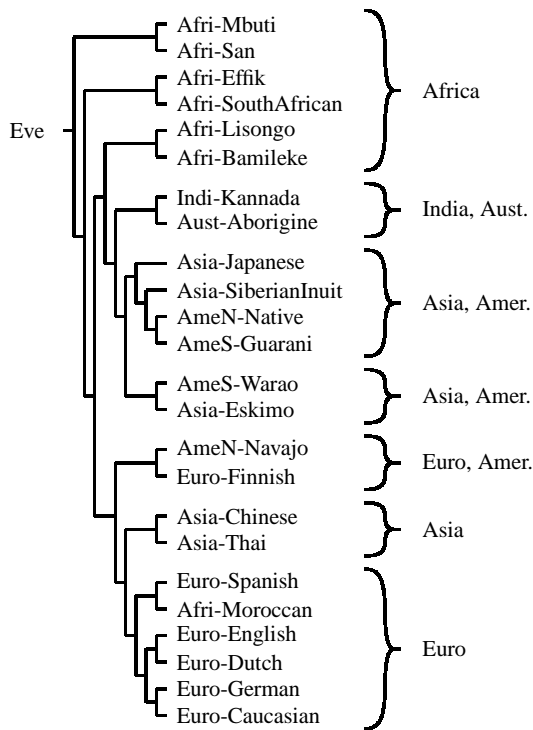 Afri-Mbuti
Afri-San
Afri-Effik
Afri-SouthAfrican
Africa
Eve
Afri-Lisongo
Afri-Bamileke
Indi-Kannada
Aust-Aborigine
India, Aust.
Asia-Japanese
Asia-SiberianInuit
AmeN-Native
AmeS-Guarani
Asia, Amer.
AmeS-Warao
Asia-Eskimo
Asia, Amer.
AmeN-Navajo
Euro-Finnish
Euro, Amer.
Asia-Chinese
Asia-Thai
Asia
Euro-Spanish
Afri-Moroccan
Euro-English
Euro-Dutch
Euro-German
Euro-Caucasian
Euro